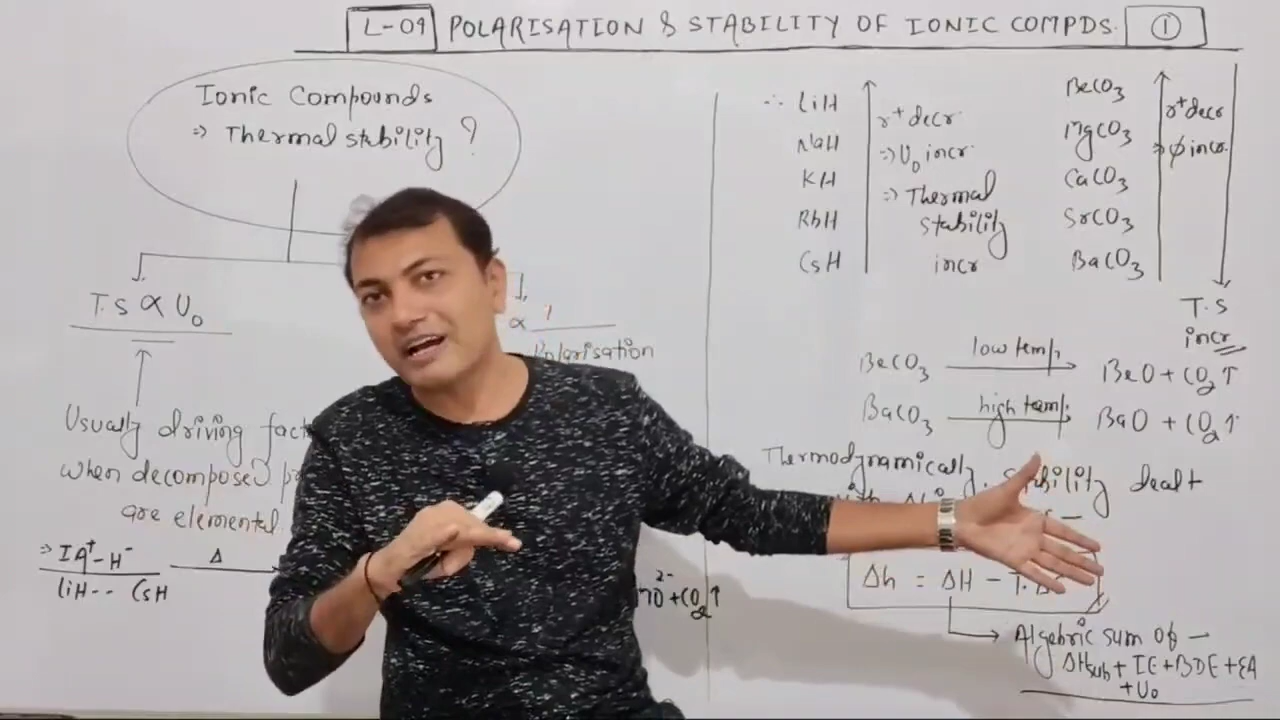 L-09 POLARISATION & STABILITY OF IONIC COMPDS. ①
Ionic Compounds
⇒ Thermal stability ?
T.S ∝ U₀
∝ 1
Polarisation
Usually driving
when decomposed
are elemental
⇒ IA⁺-H⁻ Δ
LiH-- CsH
O²⁻ + CO₂↑
∴ LiH
NaH
KH
RbH
CsH
r⁺ decr
⇒ U₀ incr
⇒ Thermal
stability
incr
BeCO₃
MgCO₃
CaCO₃
SrCO₃
BaCO₃
r⁺ decr
⇒ φ incr.
T.S
incr
BeCO₃ low temp. BeO + CO₂↑
BaCO₃ high temp. BaO + CO₂↑
Thermodynamically, stability dealt
Δh = ΔH - T.
Algebric sum of -
ΔHsub + IE + BDE + EA
+ U₀